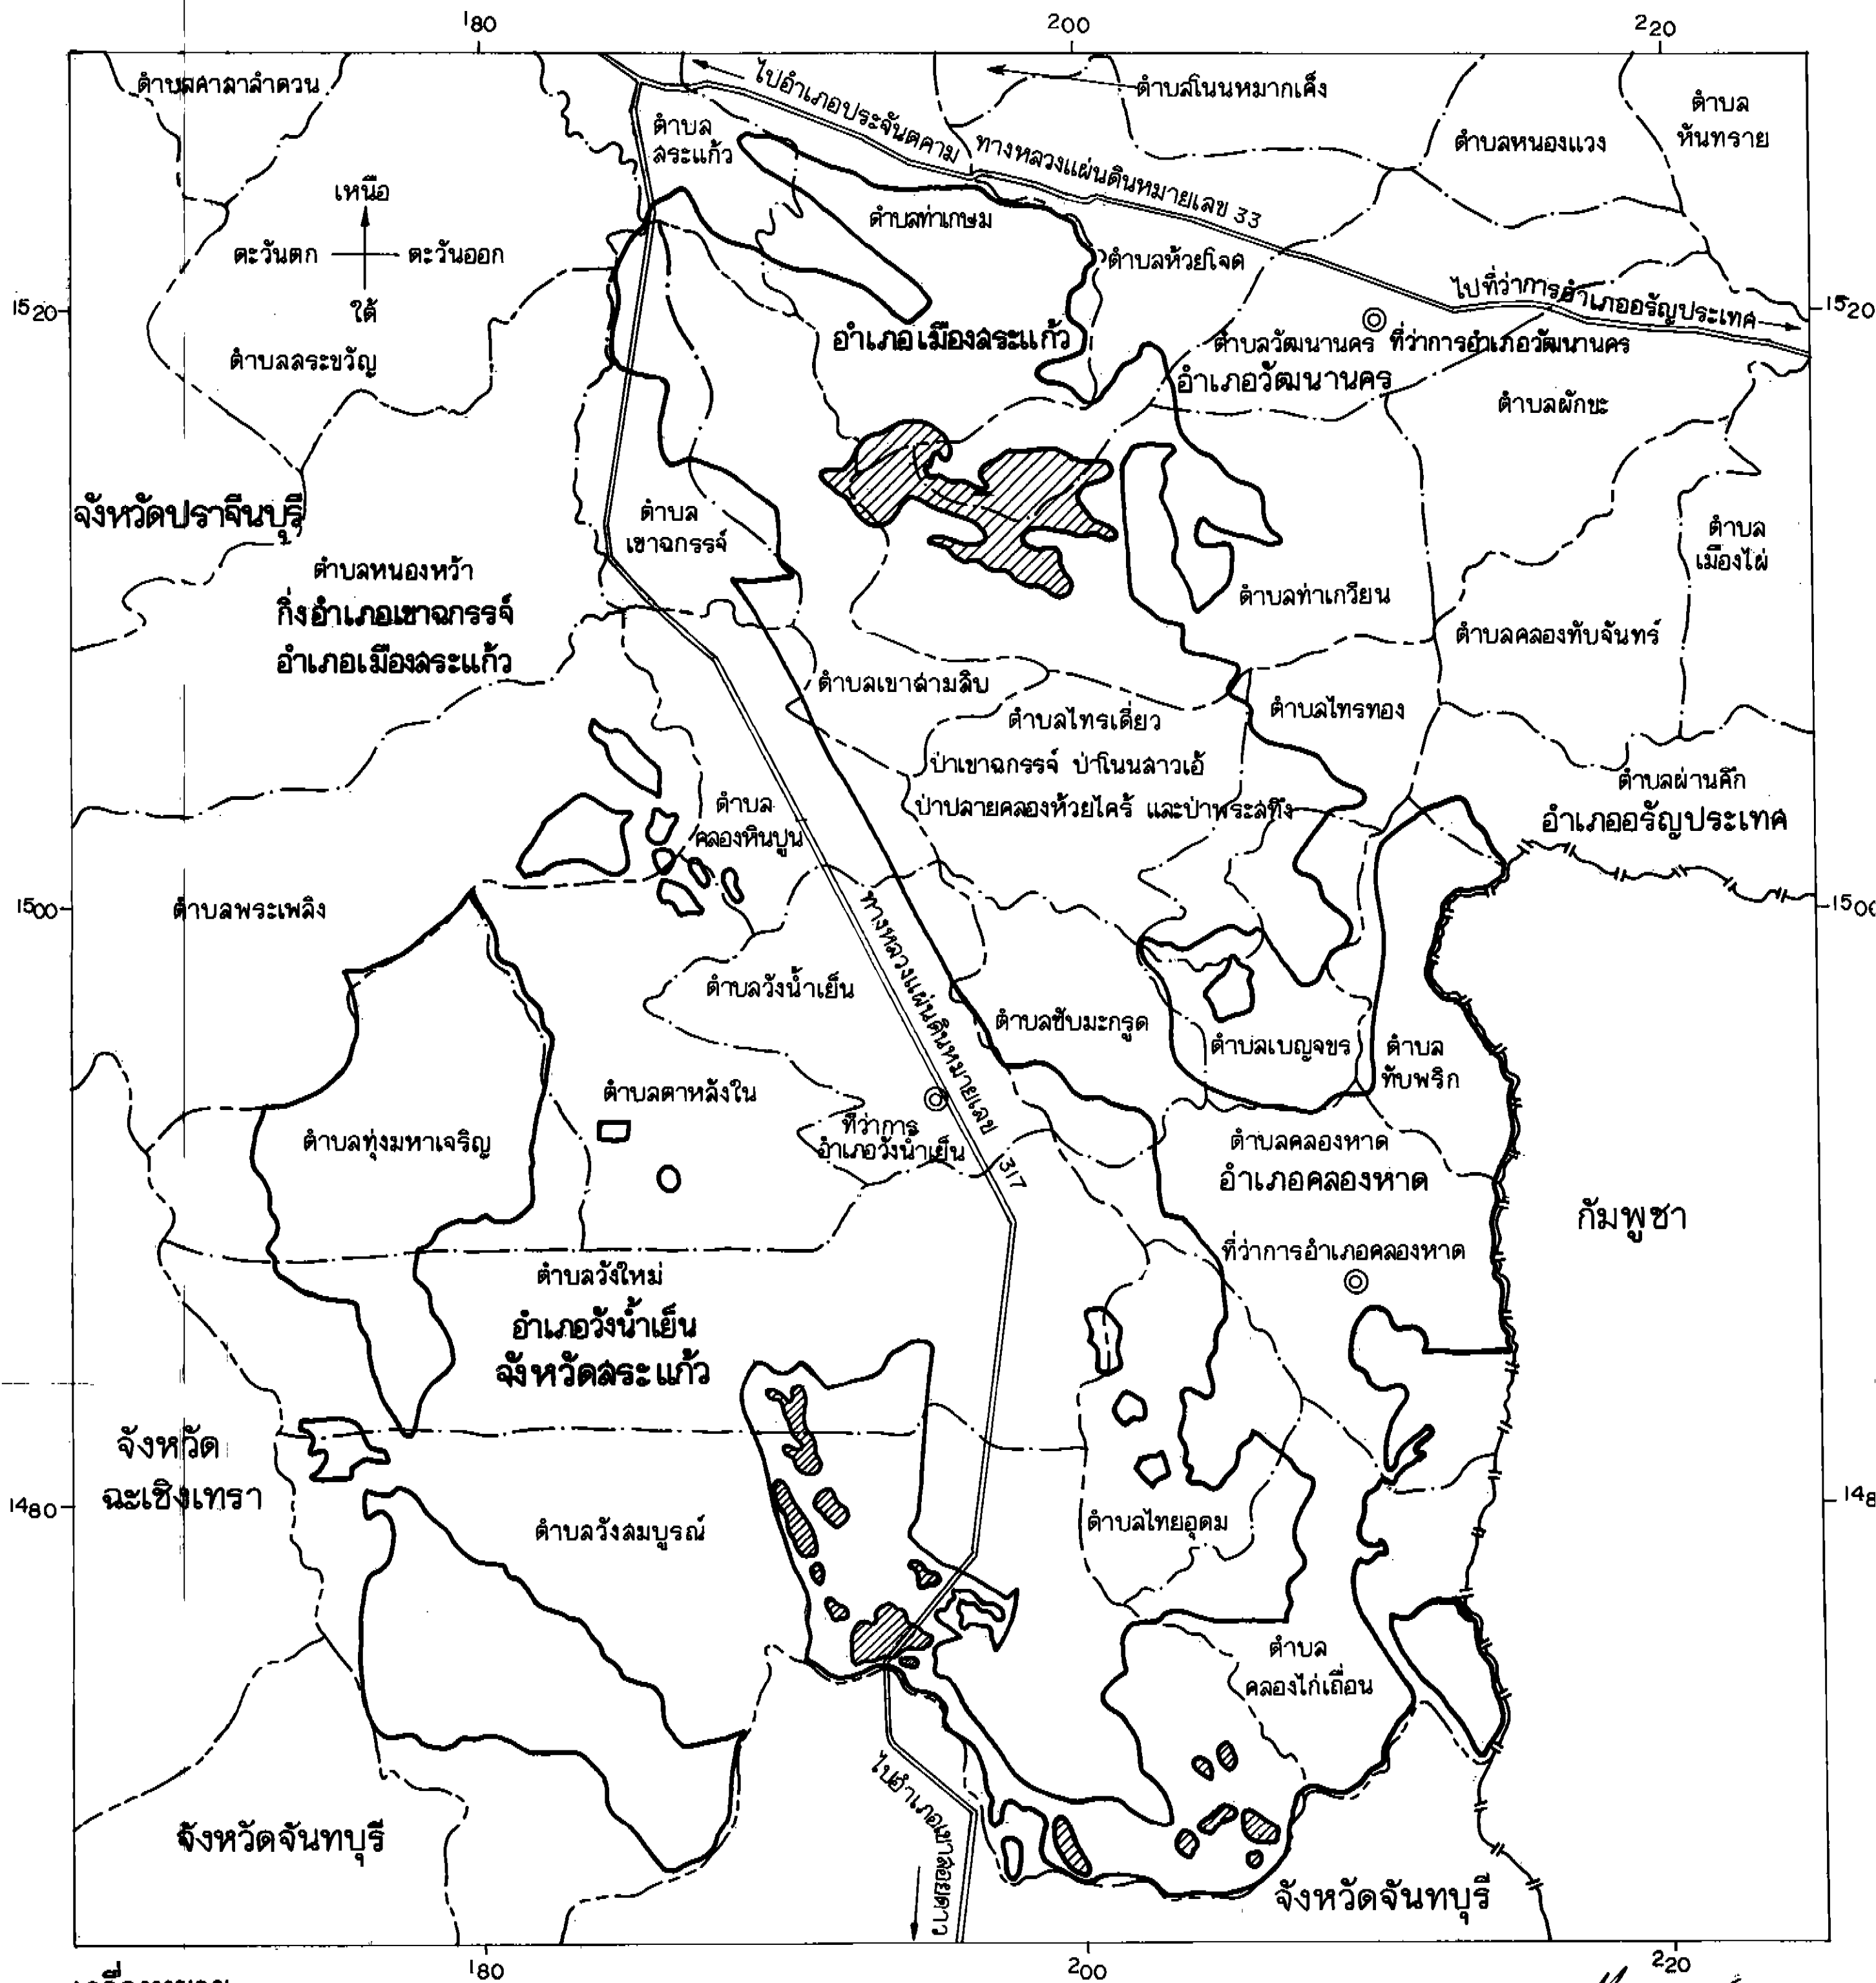 180
200
220
ตำบลศาลาลำดวน
ไปอำเภอประจันตคาม
ตำบลโนนหมากเค็ง
ตำบล
หันทราย
ตำบล
สระแก้ว
ทางหลวงแผ่นดินหมายเลข 33
ตำบลหนองแวง
เหนือ
ตะวันตก
ตะวันออก
ใต้
ตำบลท่าเกษม
ตำบลห้วยโจด
ไปที่ว่าการอำเภออรัญประเทศ
1520
1520
ตำบลสระขวัญ
อำเภอเมืองสระแก้ว
ตำบลวัฒนานคร
ที่ว่าการอำเภอวัฒนานคร
อำเภอวัฒนานคร
ตำบลผักขะ
จังหวัดปราจีนบุรี
ตำบล
เขาฉกรรจ์
ตำบล
เมืองไผ่
ตำบลหนองหว้า
กิ่งอำเภอเขาฉกรรจ์
อำเภอเมืองสระแก้ว
ตำบลท่าเกวียน
ตำบลคลองทับจันทร์
ตำบลเขาสามสิบ
ตำบลไทรเดี่ยว
ตำบลไทรทอง
ป่าเขาฉกรรจ์ ป่าโนนสาวเอ้
ป่าปลายคลองห้วยไคร้ และป่าพระสทึง
ตำบลผ่านศึก
อำเภออรัญประเทศ
ตำบล
คลองหินปูน
1500
ตำบลพระเพลิง
ทางหลวงแผ่นดินหมายเลข
317
ตำบลวังน้ำเย็น
ตำบลซับมะกรูด
ตำบลเบญจขร
ตำบล
ทับพริก
ตำบลตาหลังใน
ตำบลทุ่งมหาเจริญ
ที่ว่าการ
อำเภอวังน้ำเย็น
ตำบลคลองหาด
อำเภอคลองหาด
กัมพูชา
ที่ว่าการอำเภอคลองหาด
ตำบลวังใหม่
อำเภอวังน้ำเย็น
จังหวัดสระแก้ว
จังหวัด
ฉะเชิงเทรา
1480
148
ตำบลวังสมบูรณ์
ตำบลไทยอุดม
ตำบล
คลองไก่เถื่อน
ไปอำเภอเขาสอยดาว
จังหวัดจันทบุรี
จังหวัดจันทบุรี
180
200
220